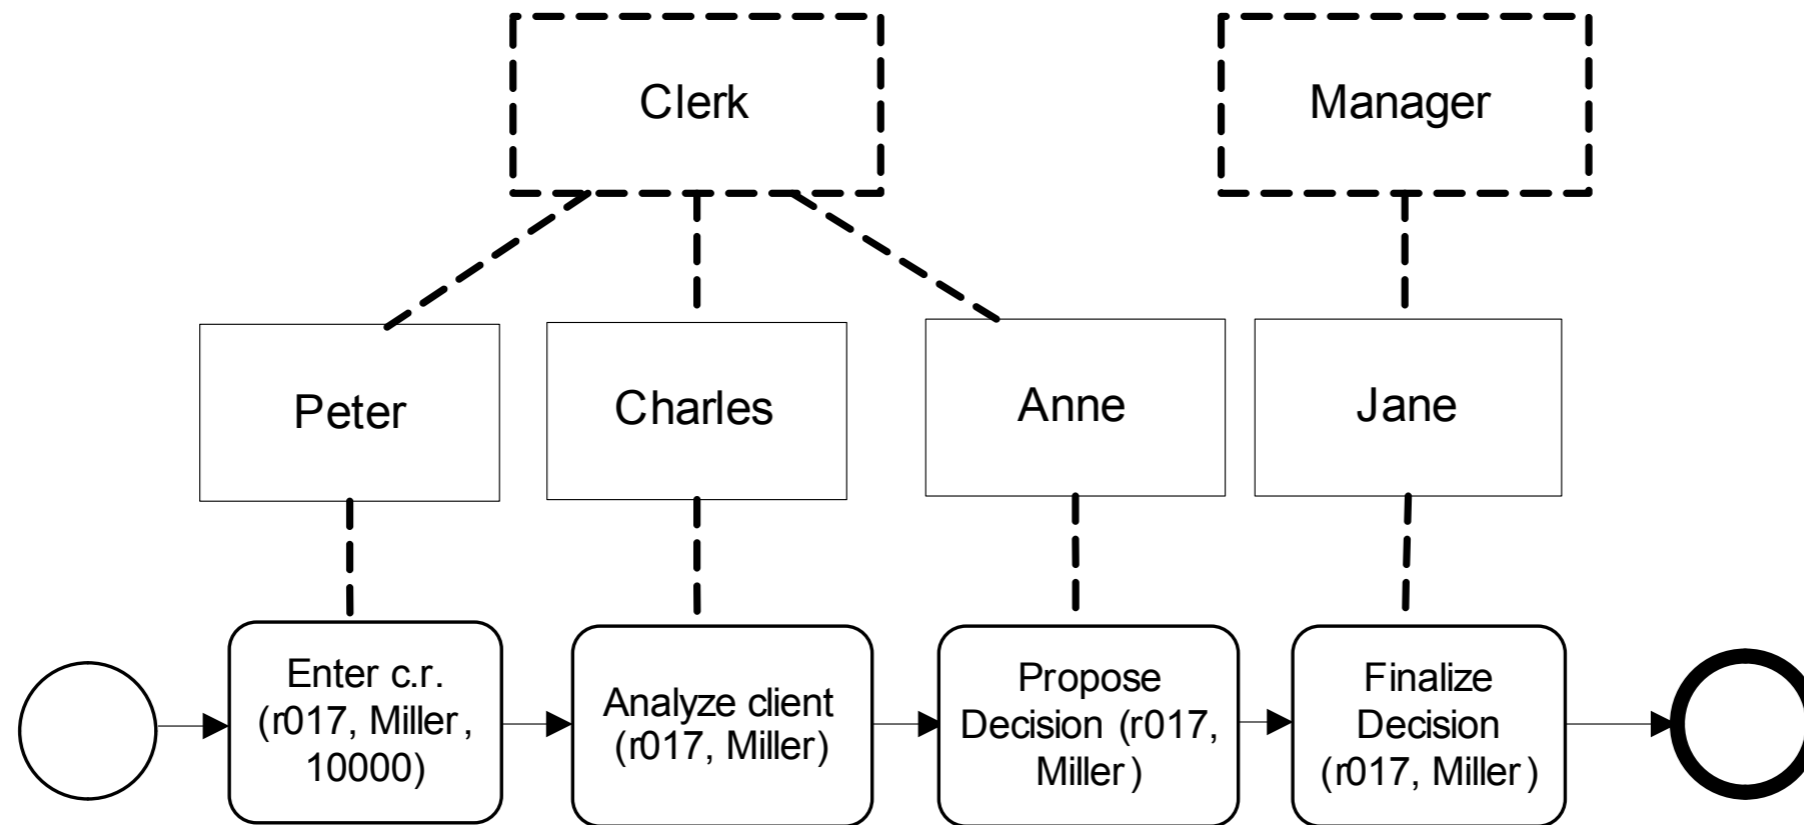 Clerk
Manager
Peter
Charles
Anne
Jane
Enter c.r.
(r017, Miller,
10000)
Analyze client
(r017, Miller)
Propose
Decision (r017,
Miller)
Finalize
Decision
(r017, Miller)